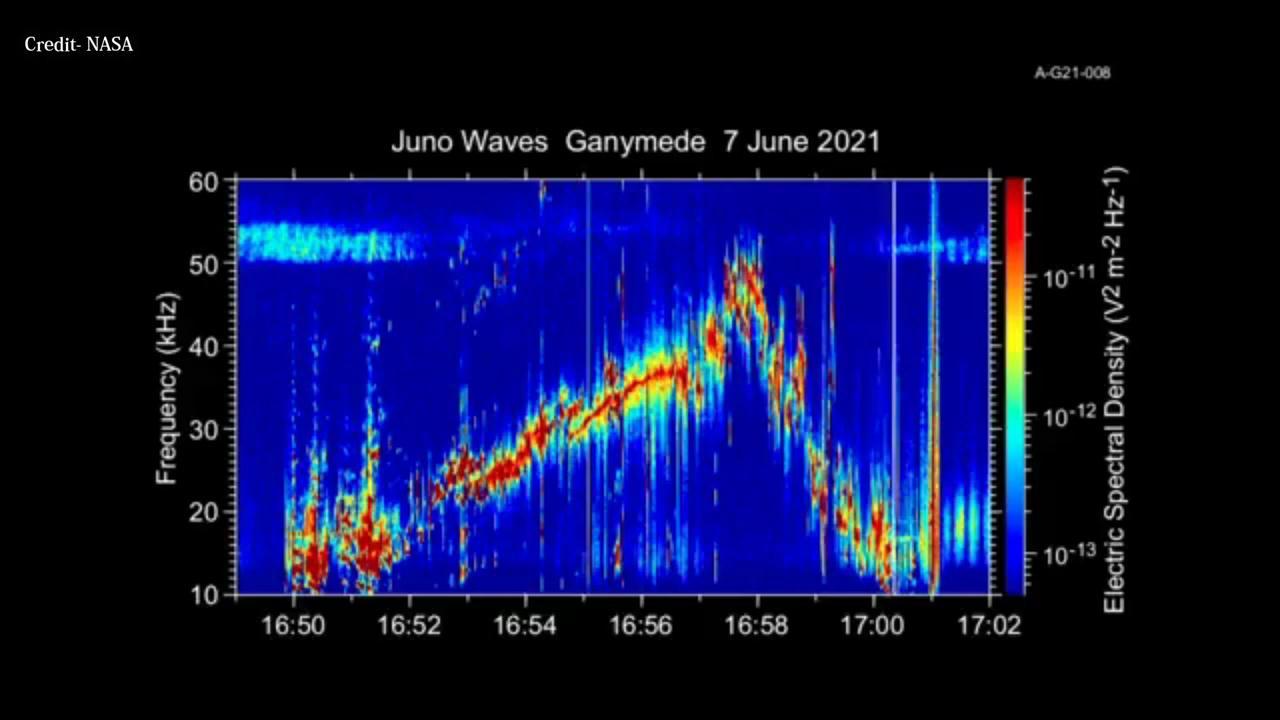 Credit- NASA
A-G21-008
Juno Waves Ganymede 7 June 2021
60
50
40
30
20
10
Frequency (kHz)
16:50 16:52 16:54 16:56 16:58 17:00 17:02
10-11
10-12
10-13
Electric Spectral Density (V2 m-2 Hz-1)